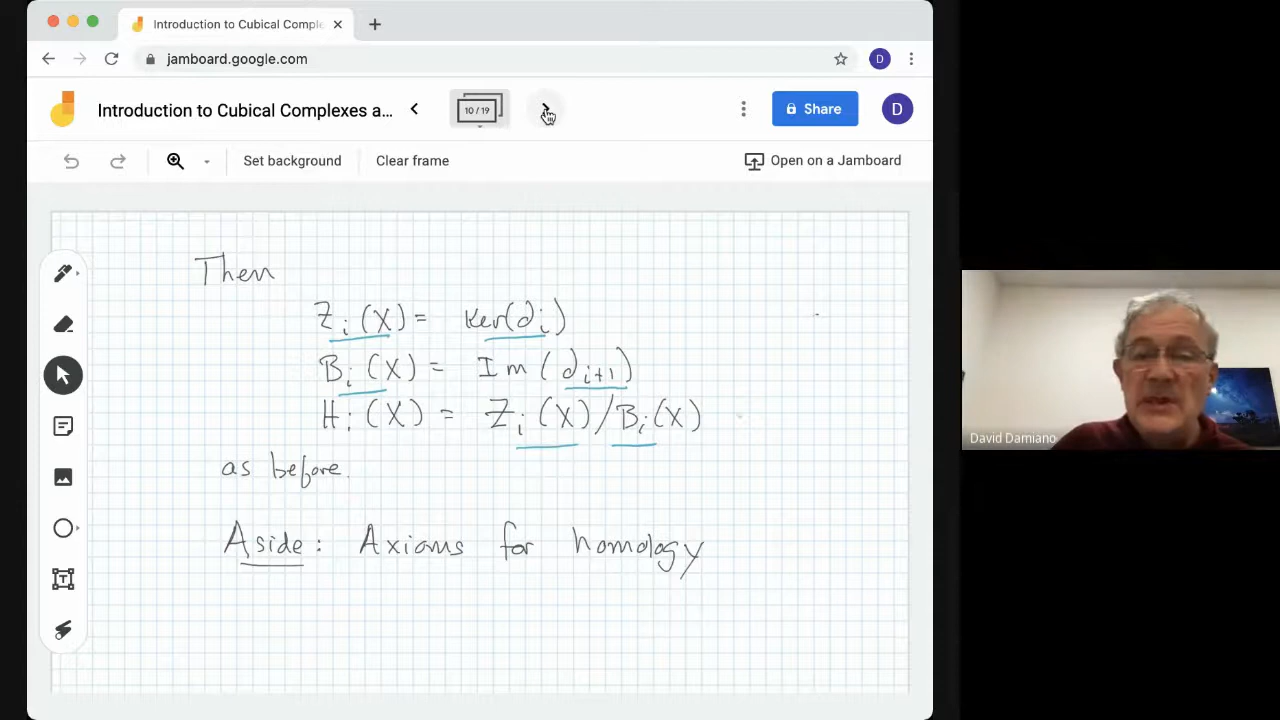 Introduction to Cubical Comple
jamboard.google.com
D
Introduction to Cubical Complexes a...
10 / 19
Share
D
Set background
Clear frame
Open on a Jamboard
Then
Z_i (X) = ker(∂_i)
B_i (X) = Im (∂_{i+1})
H_i (X) = Z_i (X) / B_i (X)
as before.
Aside: Axioms for homology
David Damiano